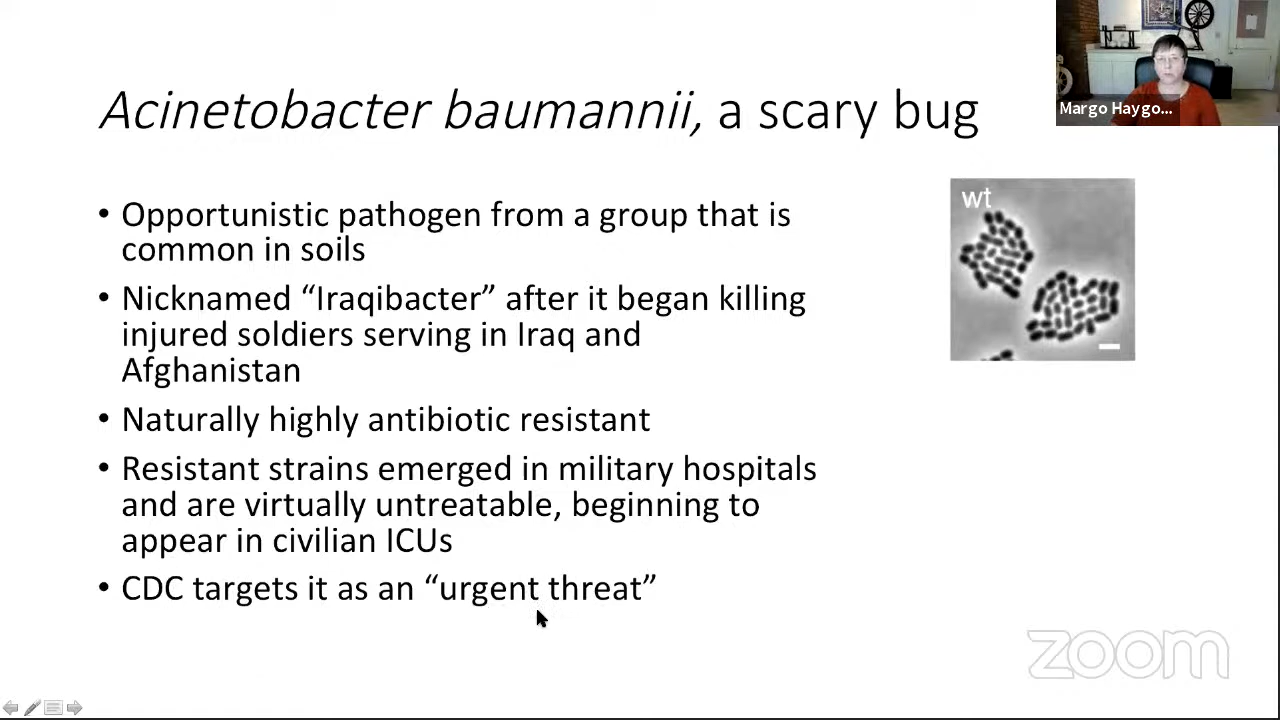 Acinetobacter baumannii, a scary bug
Margo Haygo...
wt
• Opportunistic pathogen from a group that is
common in soils
• Nicknamed “Iraqibacter” after it began killing
injured soldiers serving in Iraq and
Afghanistan
• Naturally highly antibiotic resistant
• Resistant strains emerged in military hospitals
and are virtually untreatable, beginning to
appear in civilian ICUs
• CDC targets it as an “urgent threat”
zoom